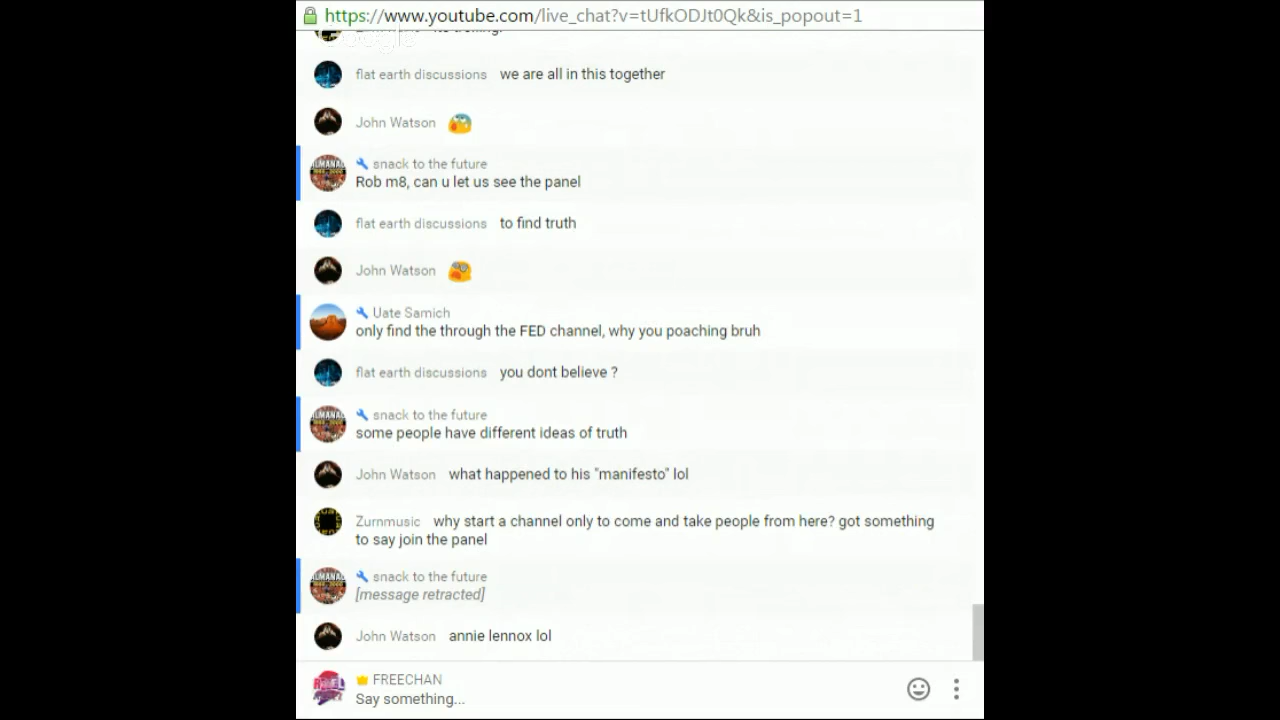 https://www.youtube.com/live_chat?v=tUfkODJt0Qk&is_popout=1
Google
flat earth discussions we are all in this together
John Watson
snack to the future
Rob m8, can u let us see the panel
flat earth discussions to find truth
John Watson
Uate Samich
only find the through the FED channel, why you poaching bruh
flat earth discussions you dont believe ?
snack to the future
some people have different ideas of truth
John Watson what happened to his "manifesto" lol
Zurnmusic why start a channel only to come and take people from here? got something
to say join the panel
snack to the future
[message retracted]
John Watson annie lennox lol
FREECHAN
Say something...